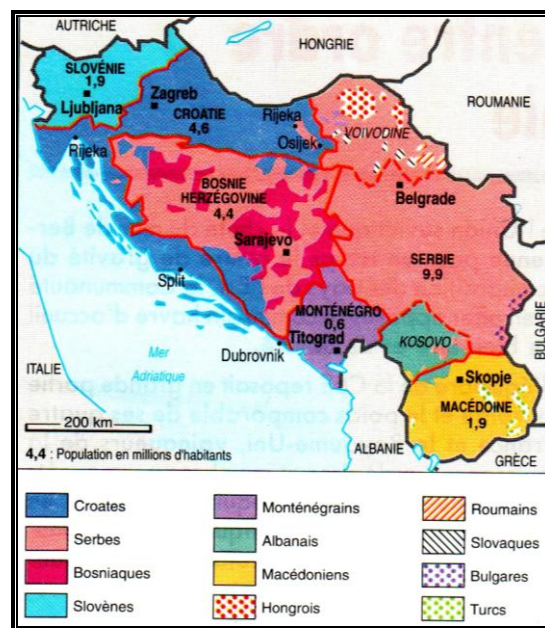 AUTRICHE
HONGRIE
ROUMANIE
SLOVÉNIE
1,9
Ljubljana
Zagreb
CROATIE
4,6
Rijeka
Osijek
VOIVODINE
Rijeka
Belgrade
BOSNIE
HERZÉGOVINE
4,4
Sarajevo
SERBIE
9,9
Split
MONTÉNÉGRO
0,6
Titograd
KOSOVO
BULGARIE
Dubrovnik
Mer
Adriatique
ITALIE
Skopje
MACÉDOINE
1,9
200 km
ALBANIE
GRÈCE
4,4 : Population en millions d'habitants
Croates
Serbes
Bosniaques
Slovènes
Monténégrains
Albanais
Macédoniens
Hongrois
Roumains
Slovaques
Bulgares
Turcs